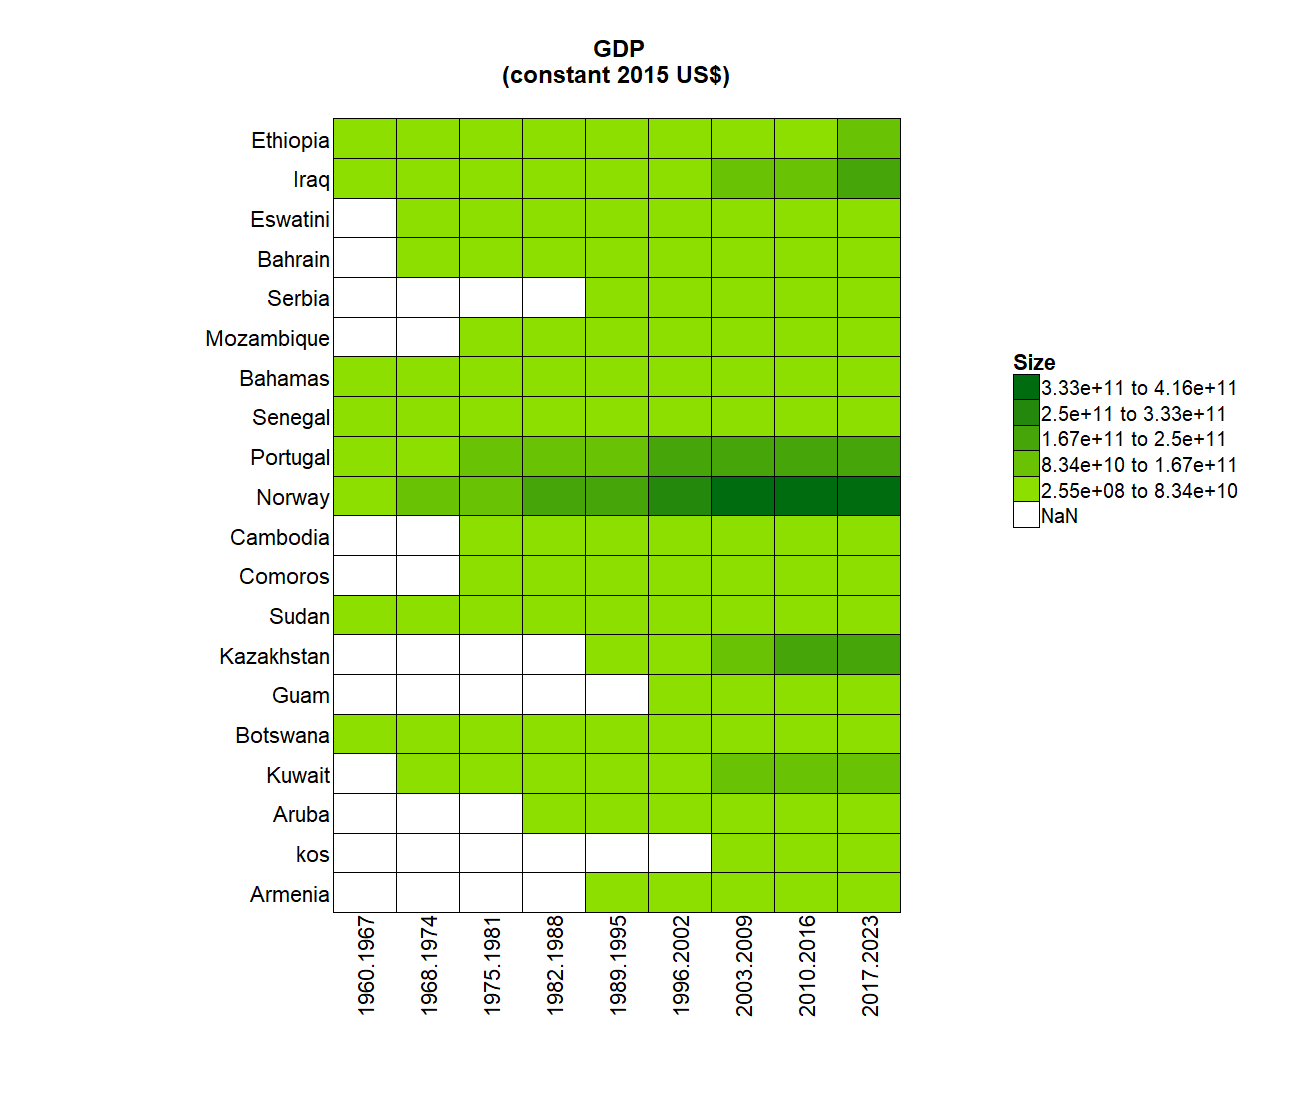 GDP
(constant 2015 US$)
Ethiopia
Iraq
Eswatini
Bahrain
Serbia
Mozambique
Bahamas
Senegal
Portugal
Norway
Cambodia
Comoros
Sudan
Kazakhstan
Guam
Botswana
Kuwait
Aruba
kos
Armenia
1960.1967
1968.1974
1975.1981
1982.1988
1989.1995
1996.2002
2003.2009
2010.2016
2017.2023
Size
3.33e+11 to 4.16e+11
2.5e+11 to 3.33e+11
1.67e+11 to 2.5e+11
8.34e+10 to 1.67e+11
2.55e+08 to 8.34e+10
NaN